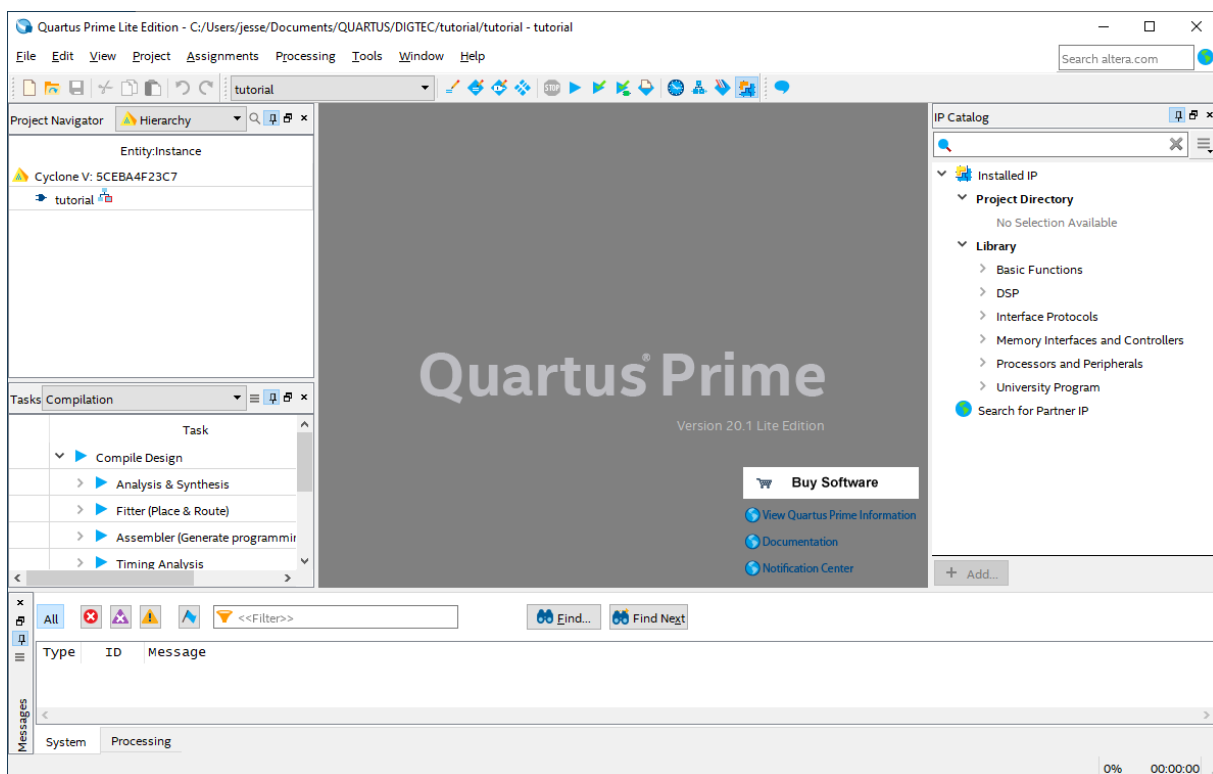 Quartus Prime Lite Edition - C:/Users/jesse/Documents/QUARTUS/DIGTEC/tutorial/tutorial - tutorial
File Edit View Project Assignments Processing Tools Window Help
Search altera.com
tutorial
STOP
Project Navigator
Hierarchy
Entity:Instance
Cyclone V: 5CEBA4F23C7
tutorial
Tasks Compilation
Task
Compile Design
Analysis & Synthesis
Fitter (Place & Route)
Assembler (Generate programmin
Timing Analysis
Quartus® Prime
Version 20.1 Lite Edition
Buy Software
View Quartus Prime Information
Documentation
Notification Center
IP Catalog
Installed IP
Project Directory
No Selection Available
Library
Basic Functions
DSP
Interface Protocols
Memory Interfaces and Controllers
Processors and Peripherals
University Program
Search for Partner IP
+ Add...
All
<<Filter>>
Find...
Find Next
Type ID Message
Messages
System Processing
0% 00:00:00